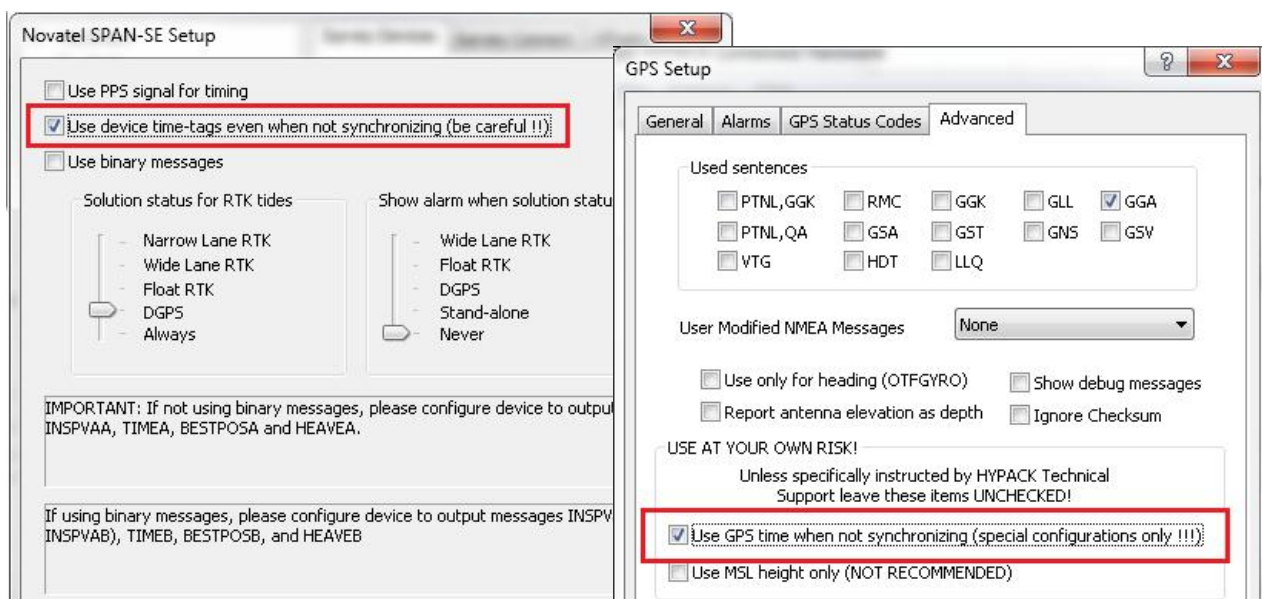 Novatel SPAN-SE Setup
Use PPS signal for timing
Use device time-tags even when not synchronizing (be careful !!)
Use binary messages
Solution status for RTK tides
Narrow Lane RTK
Wide Lane RTK
Float RTK
DGPS
Always
Show alarm when solution statu
Wide Lane RTK
Float RTK
DGPS
Stand-alone
Never
IMPORTANT: If not using binary messages, please configure device to output
INSPVAA, TIMEA, BESTPOSA and HEAVEA.
If using binary messages, please configure device to output messages INSPV
INSPVAB), TIMEB, BESTPOSB, and HEAVEB
GPS Setup
General Alarms GPS Status Codes Advanced
Used sentences
PTNL,GGK RMC GGK GLL GGA
PTNL,QA GSA GST GNS GSV
VTG HDT LLQ
User Modified NMEA Messages None
Use only for heading (OTFGYRO) Show debug messages
Report antenna elevation as depth Ignore Checksum
USE AT YOUR OWN RISK!
Unless specifically instructed by HYPACK Technical
Support leave these items UNCHECKED!
Use GPS time when not synchronizing (special configurations only !!!)
Use MSL height only (NOT RECOMMENDED)